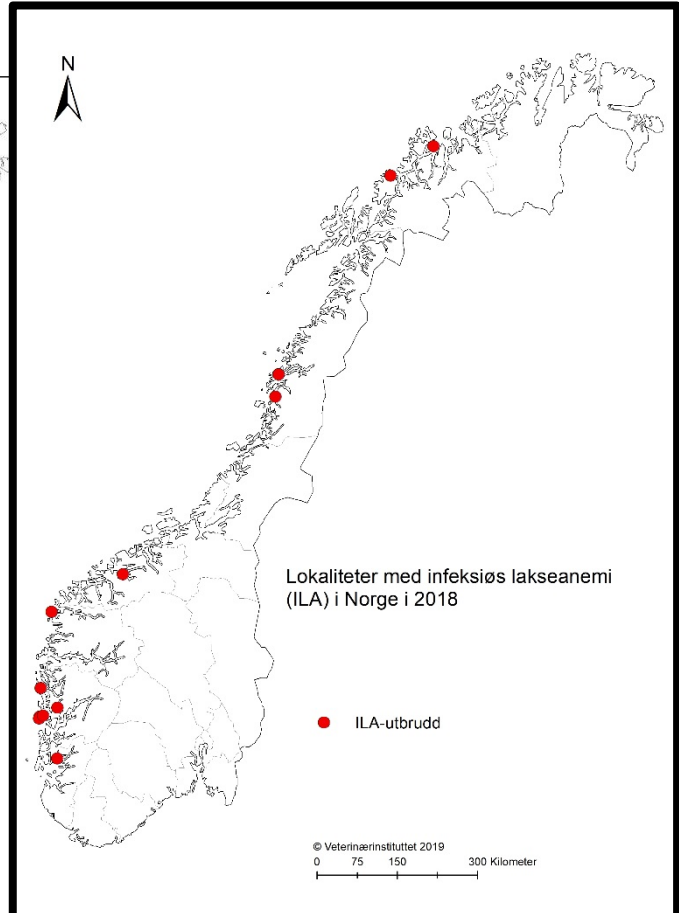 N
Lokaliteter med infeksiøs lakseanemi
(ILA) i Norge i 2018
ILA-utbrudd
© Veterinærinstituttet 2019
0 75 150 300 Kilometer